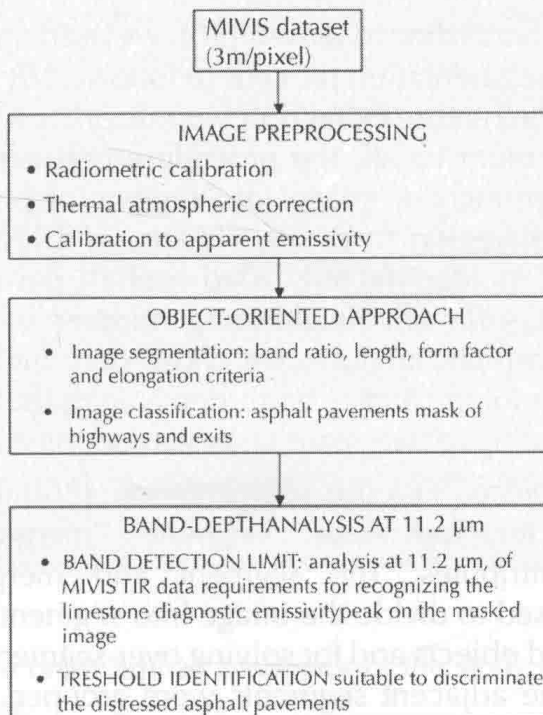 MIVIS dataset
(3m/pixel)
IMAGE PREPROCESSING
• Radiometric calibration
• Thermal atmospheric correction
• Calibration to apparent emissivity
OBJECT-ORIENTED APPROACH
• Image segmentation: band ratio, length, form factor
and elongation criteria
• Image classification: asphalt pavements mask of
highways and exits
BAND-DEPTHANALYSIS AT 11.2 µm
• BAND DETECTION LIMIT: analysis at 11.2 µm, of
MIVIS TIR data requirements for recognizing the
limestone diagnostic emissivitypeak on the masked
image
• TRESHOLD IDENTIFICATION suitable to discriminate
the distressed asphalt pavements